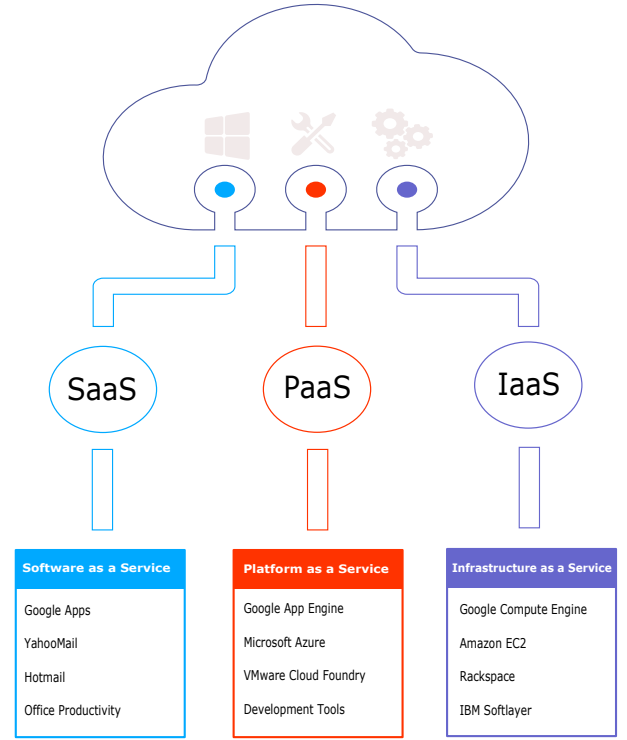 SaaS
PaaS
IaaS
Software as a Service
Google Apps
YahooMail
Hotmail
Office Productivity
Platform as a Service
Google App Engine
Microsoft Azure
VMware Cloud Foundry
Development Tools
Infrastructure as a Service
Google Compute Engine
Amazon EC2
Rackspace
IBM Softlayer